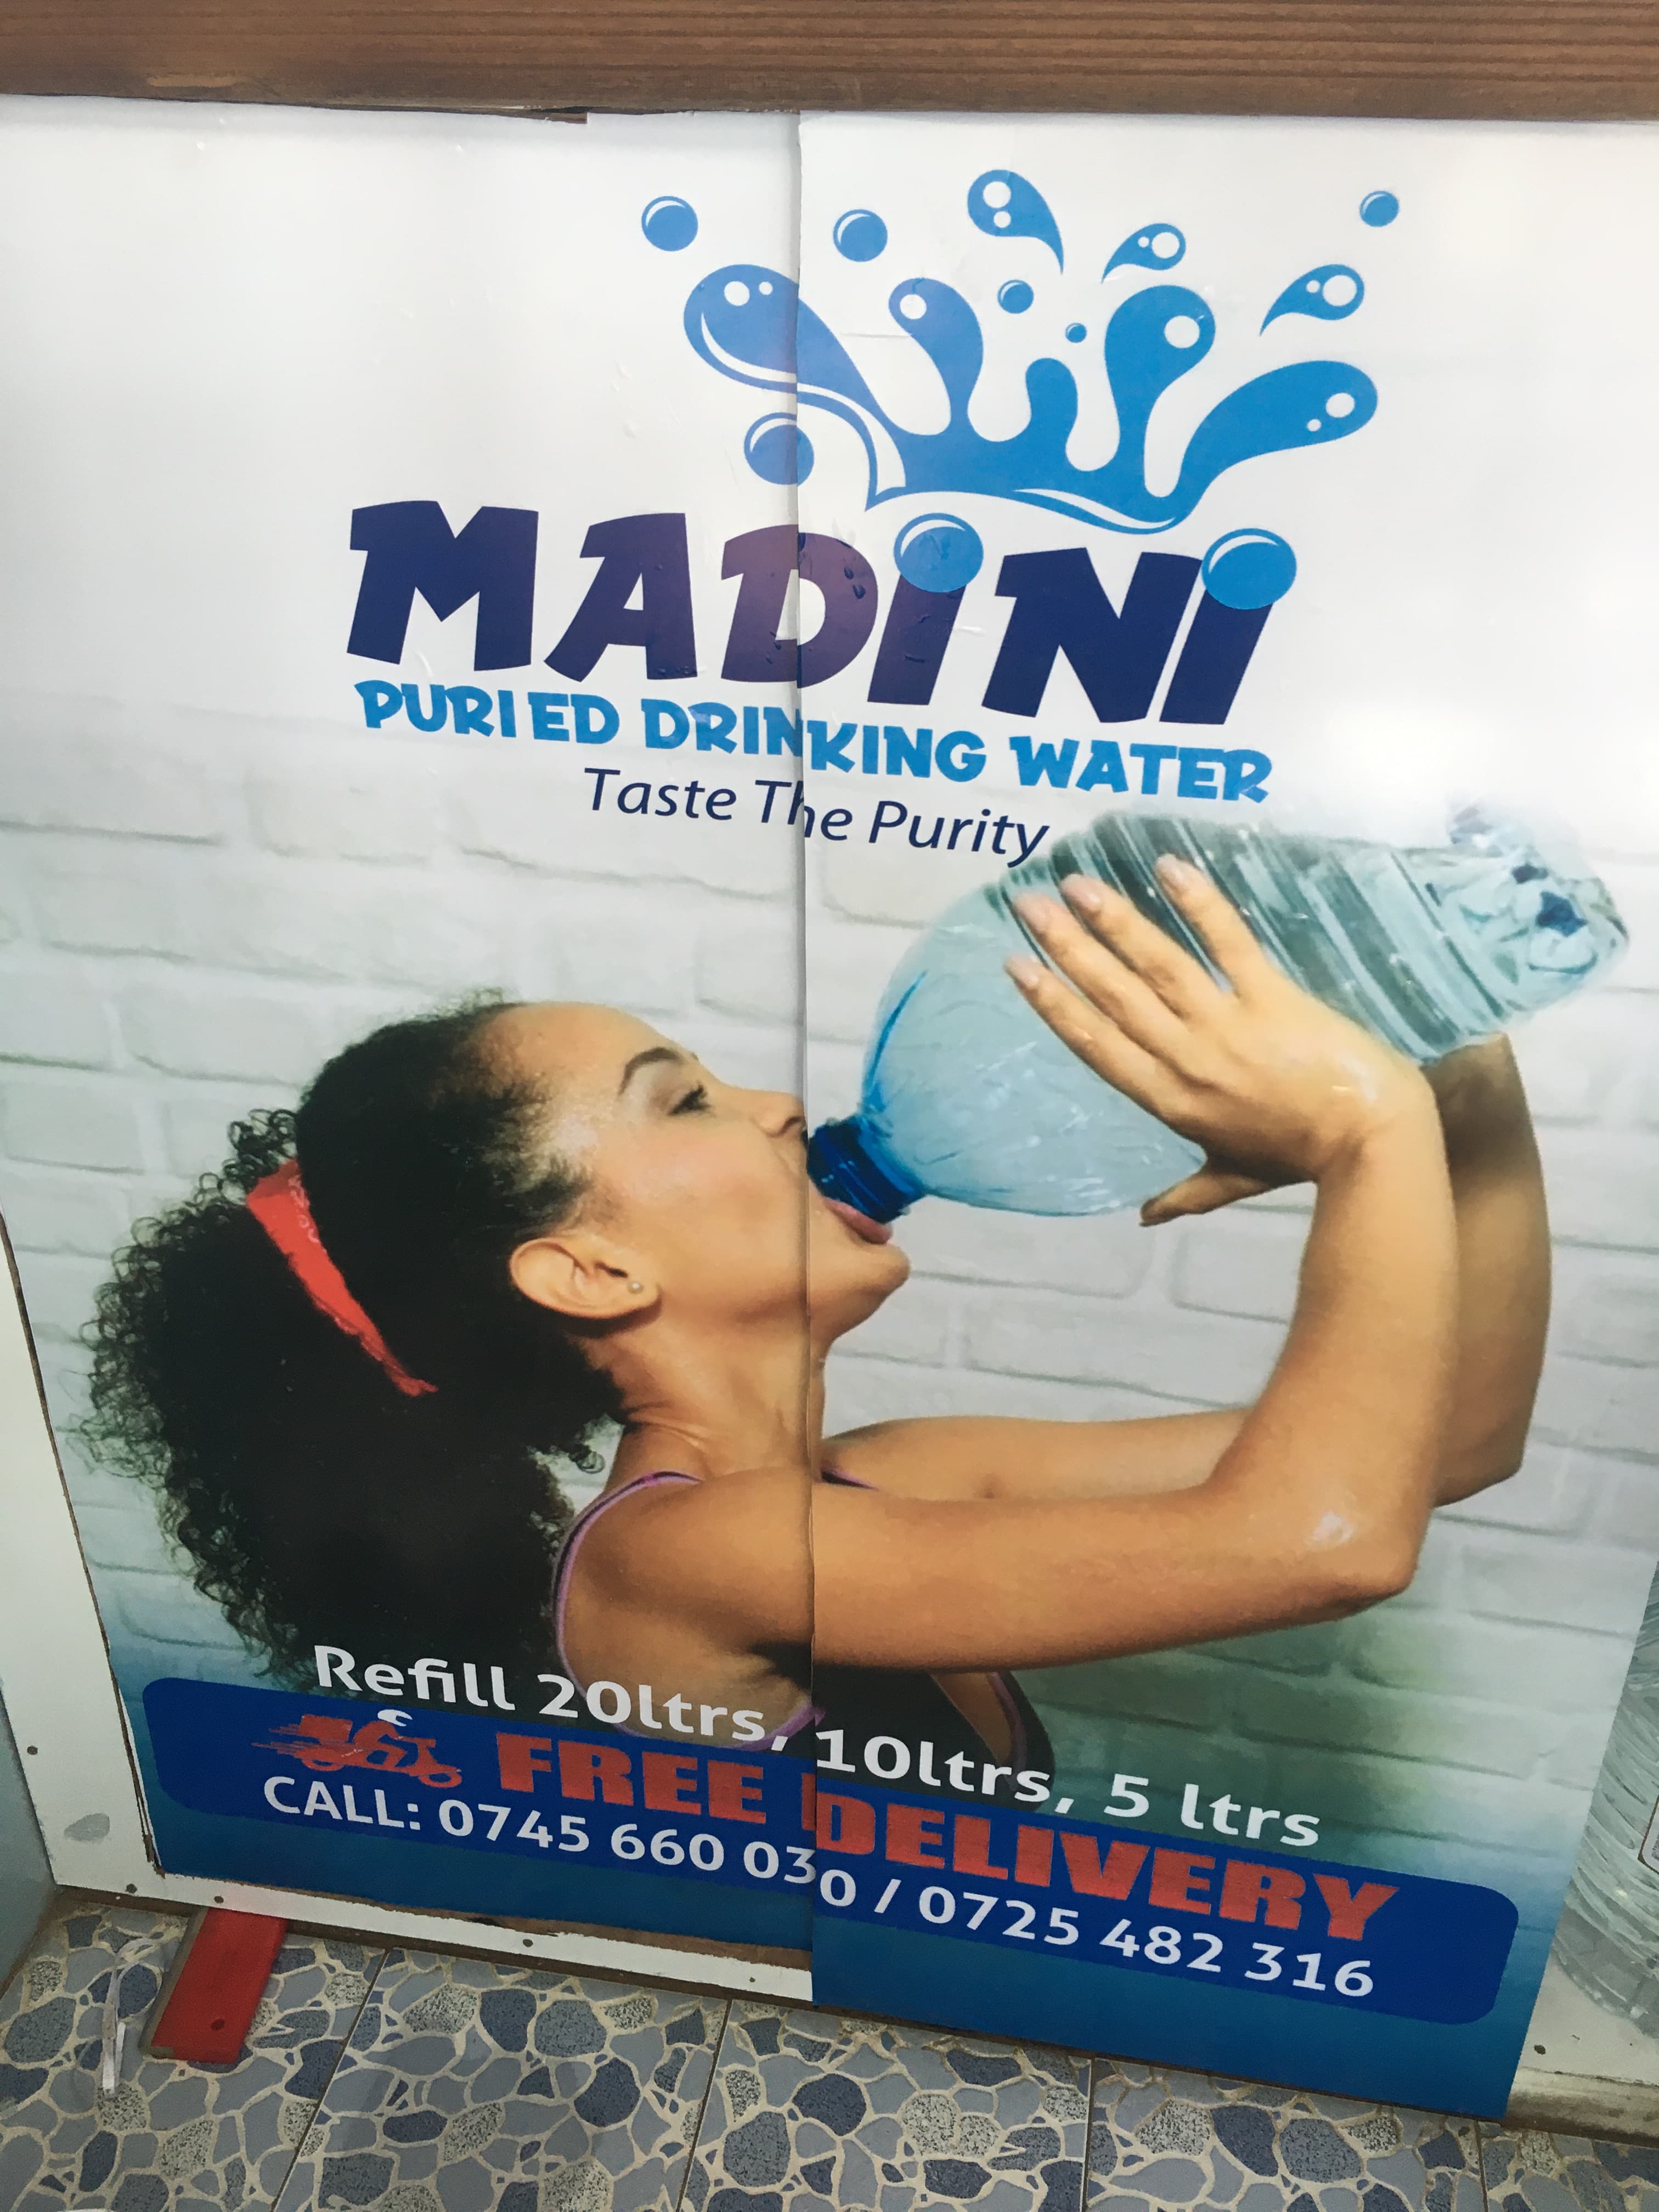 MADINI
PURIED DRINKING WATER
Taste The Purity
Refill 20ltrs, 10ltrs, 5 ltrs
FREE DELIVERY
CALL: 0745 660 030 / 0725 482 316